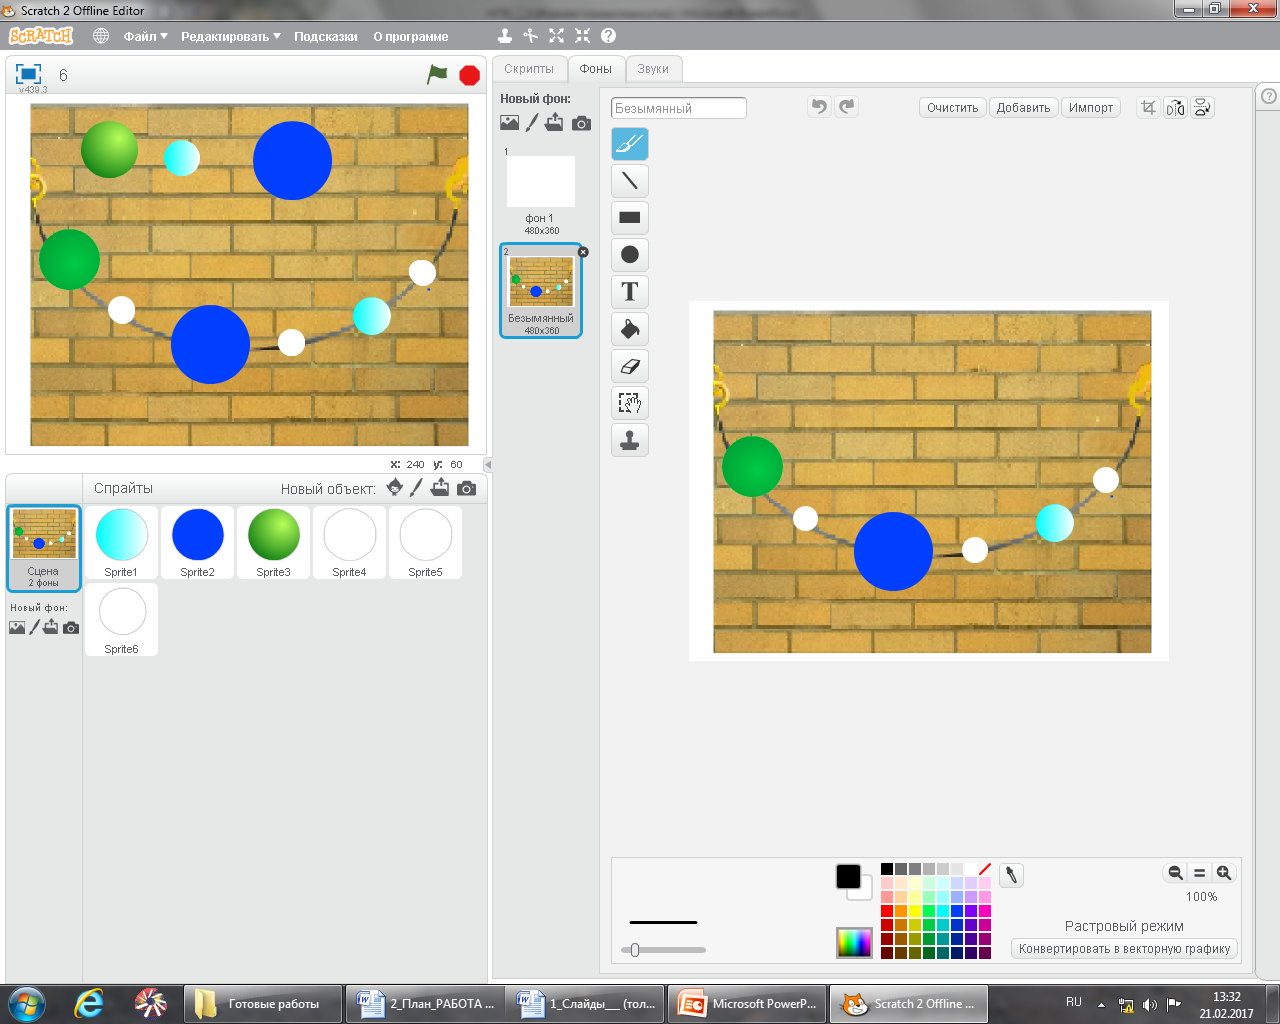 Scratch 2 Offline Editor
SCRATCH
Файл
Редактировать
Подсказки
О программе
6
v439.3
Скрипты
Фоны
Звуки
Новый фон:
1
фон 1
480x360
2
Безымянный
480x360
Безымянный
Очистить
Добавить
Импорт
T
x: 240 y: 60
Спрайты
Новый объект:
Сцена
2 фоны
Новый фон:
Sprite1
Sprite2
Sprite3
Sprite4
Sprite5
Sprite6
100%
Растровый режим
Конвертировать в векторную графику
Готовые работы
2_План_РАБОТА ...
1_Слайды___ (тол...
Microsoft PowerP...
Scratch 2 Offline ...
RU
13:32
21.02.2017